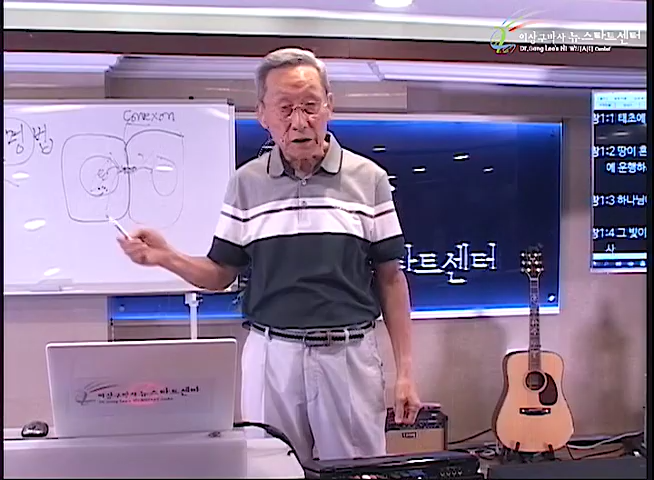 이상구박사 뉴스타트센터
Dr. Sang Lee's NEWSTART Center
Conexon
법
창1:1 태초에
창1:2 땅이 혼
에 운행하
창1:3 하나님
창1:4 그 빛이
사
타트센터
이상구박사 뉴스타트센터